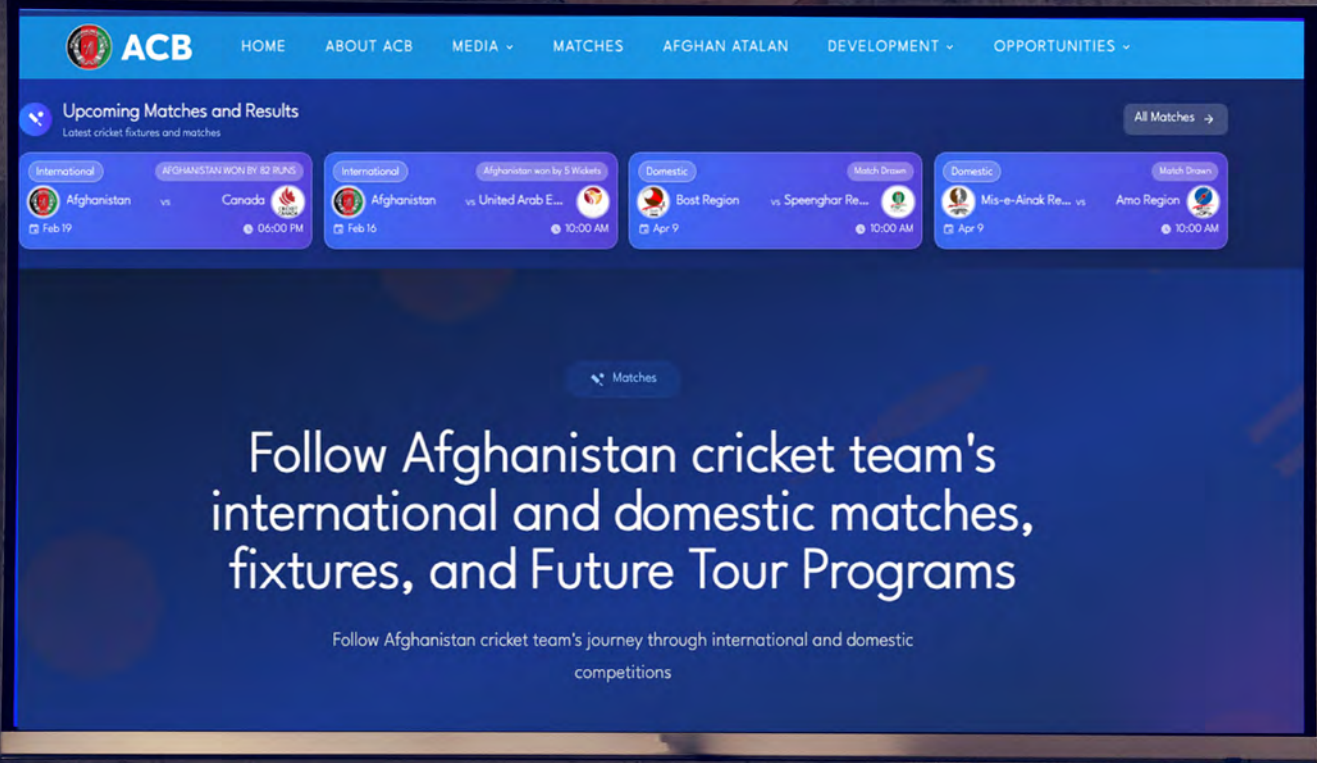 ACB HOME ABOUT ACB MEDIA MATCHES AFGHAN ATALAN DEVELOPMENT OPPORTUNITIES
Upcoming Matches and Results
Latest cricket fixtures and matches
All Matches
International AFGHANISTAN WON BY 82 RUNS
Afghanistan vs Canada
Feb 19 06:00 PM
International Afghanistan won by 5 Wickets
Afghanistan vs United Arab E...
Feb 16 10:00 AM
Domestic Match Drawn
Bost Region vs Speenghar Re...
Apr 9 10:00 AM
Domestic Match Drawn
Mis-e-Ainak Re... vs Amo Region
Apr 9 10:00 AM
Matches
Follow Afghanistan cricket team's
international and domestic matches,
fixtures, and Future Tour Programs
Follow Afghanistan cricket team's journey through international and domestic
competitions